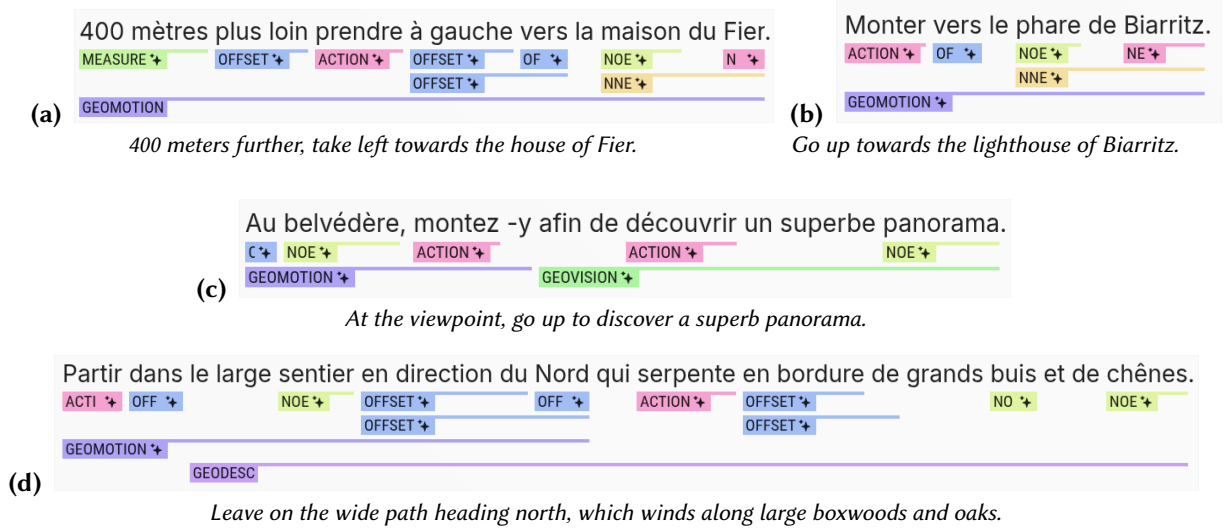 400 mètres plus loin prendre à gauche vers la maison du Fier.
MEASURE OFFSET ACTION OFFSET OF NOE N
OFFSET NNE
GEOMOTION
(a)
400 meters further, take left towards the house of Fier.
Monter vers le phare de Biarritz.
ACTION OF NOE NE
NNE
GEOMOTION
(b)
Go up towards the lighthouse of Biarritz.
Au belvédère, montez -y afin de découvrir un superbe panorama.
C NOE ACTION ACTION NOE
GEOMOTION GEOVISION
(c)
At the viewpoint, go up to discover a superb panorama.
Partir dans le large sentier en direction du Nord qui serpente en bordure de grands buis et de chênes.
ACTI OFF NOE OFFSET OFF ACTION OFFSET NO NOE
OFFSET OFFSET
GEOMOTION
GEODESC
(d)
Leave on the wide path heading north, which winds along large boxwoods and oaks.